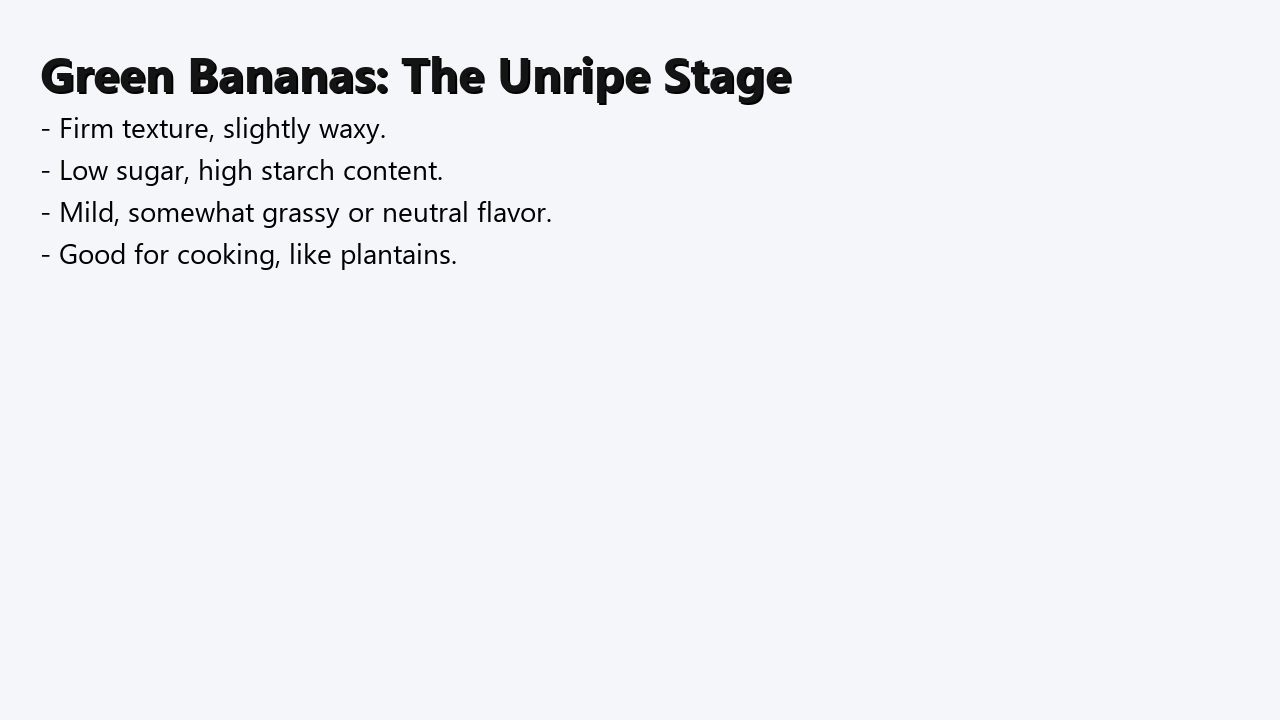 Green Bananas: The Unripe Stage
- Firm texture, slightly waxy.
- Low sugar, high starch content.
- Mild, somewhat grassy or neutral flavor.
- Good for cooking, like plantains.